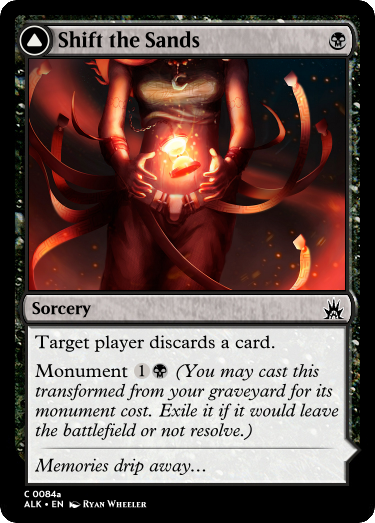 Shift the Sands
Sorcery
Target player discards a card.
Monument 1 (You may cast this
transformed from your graveyard for its
monument cost. Exile it if it would leave
the battlefield or not resolve.)
Memories drip away…
C 0084a
ALK • EN Ryan Wheeler